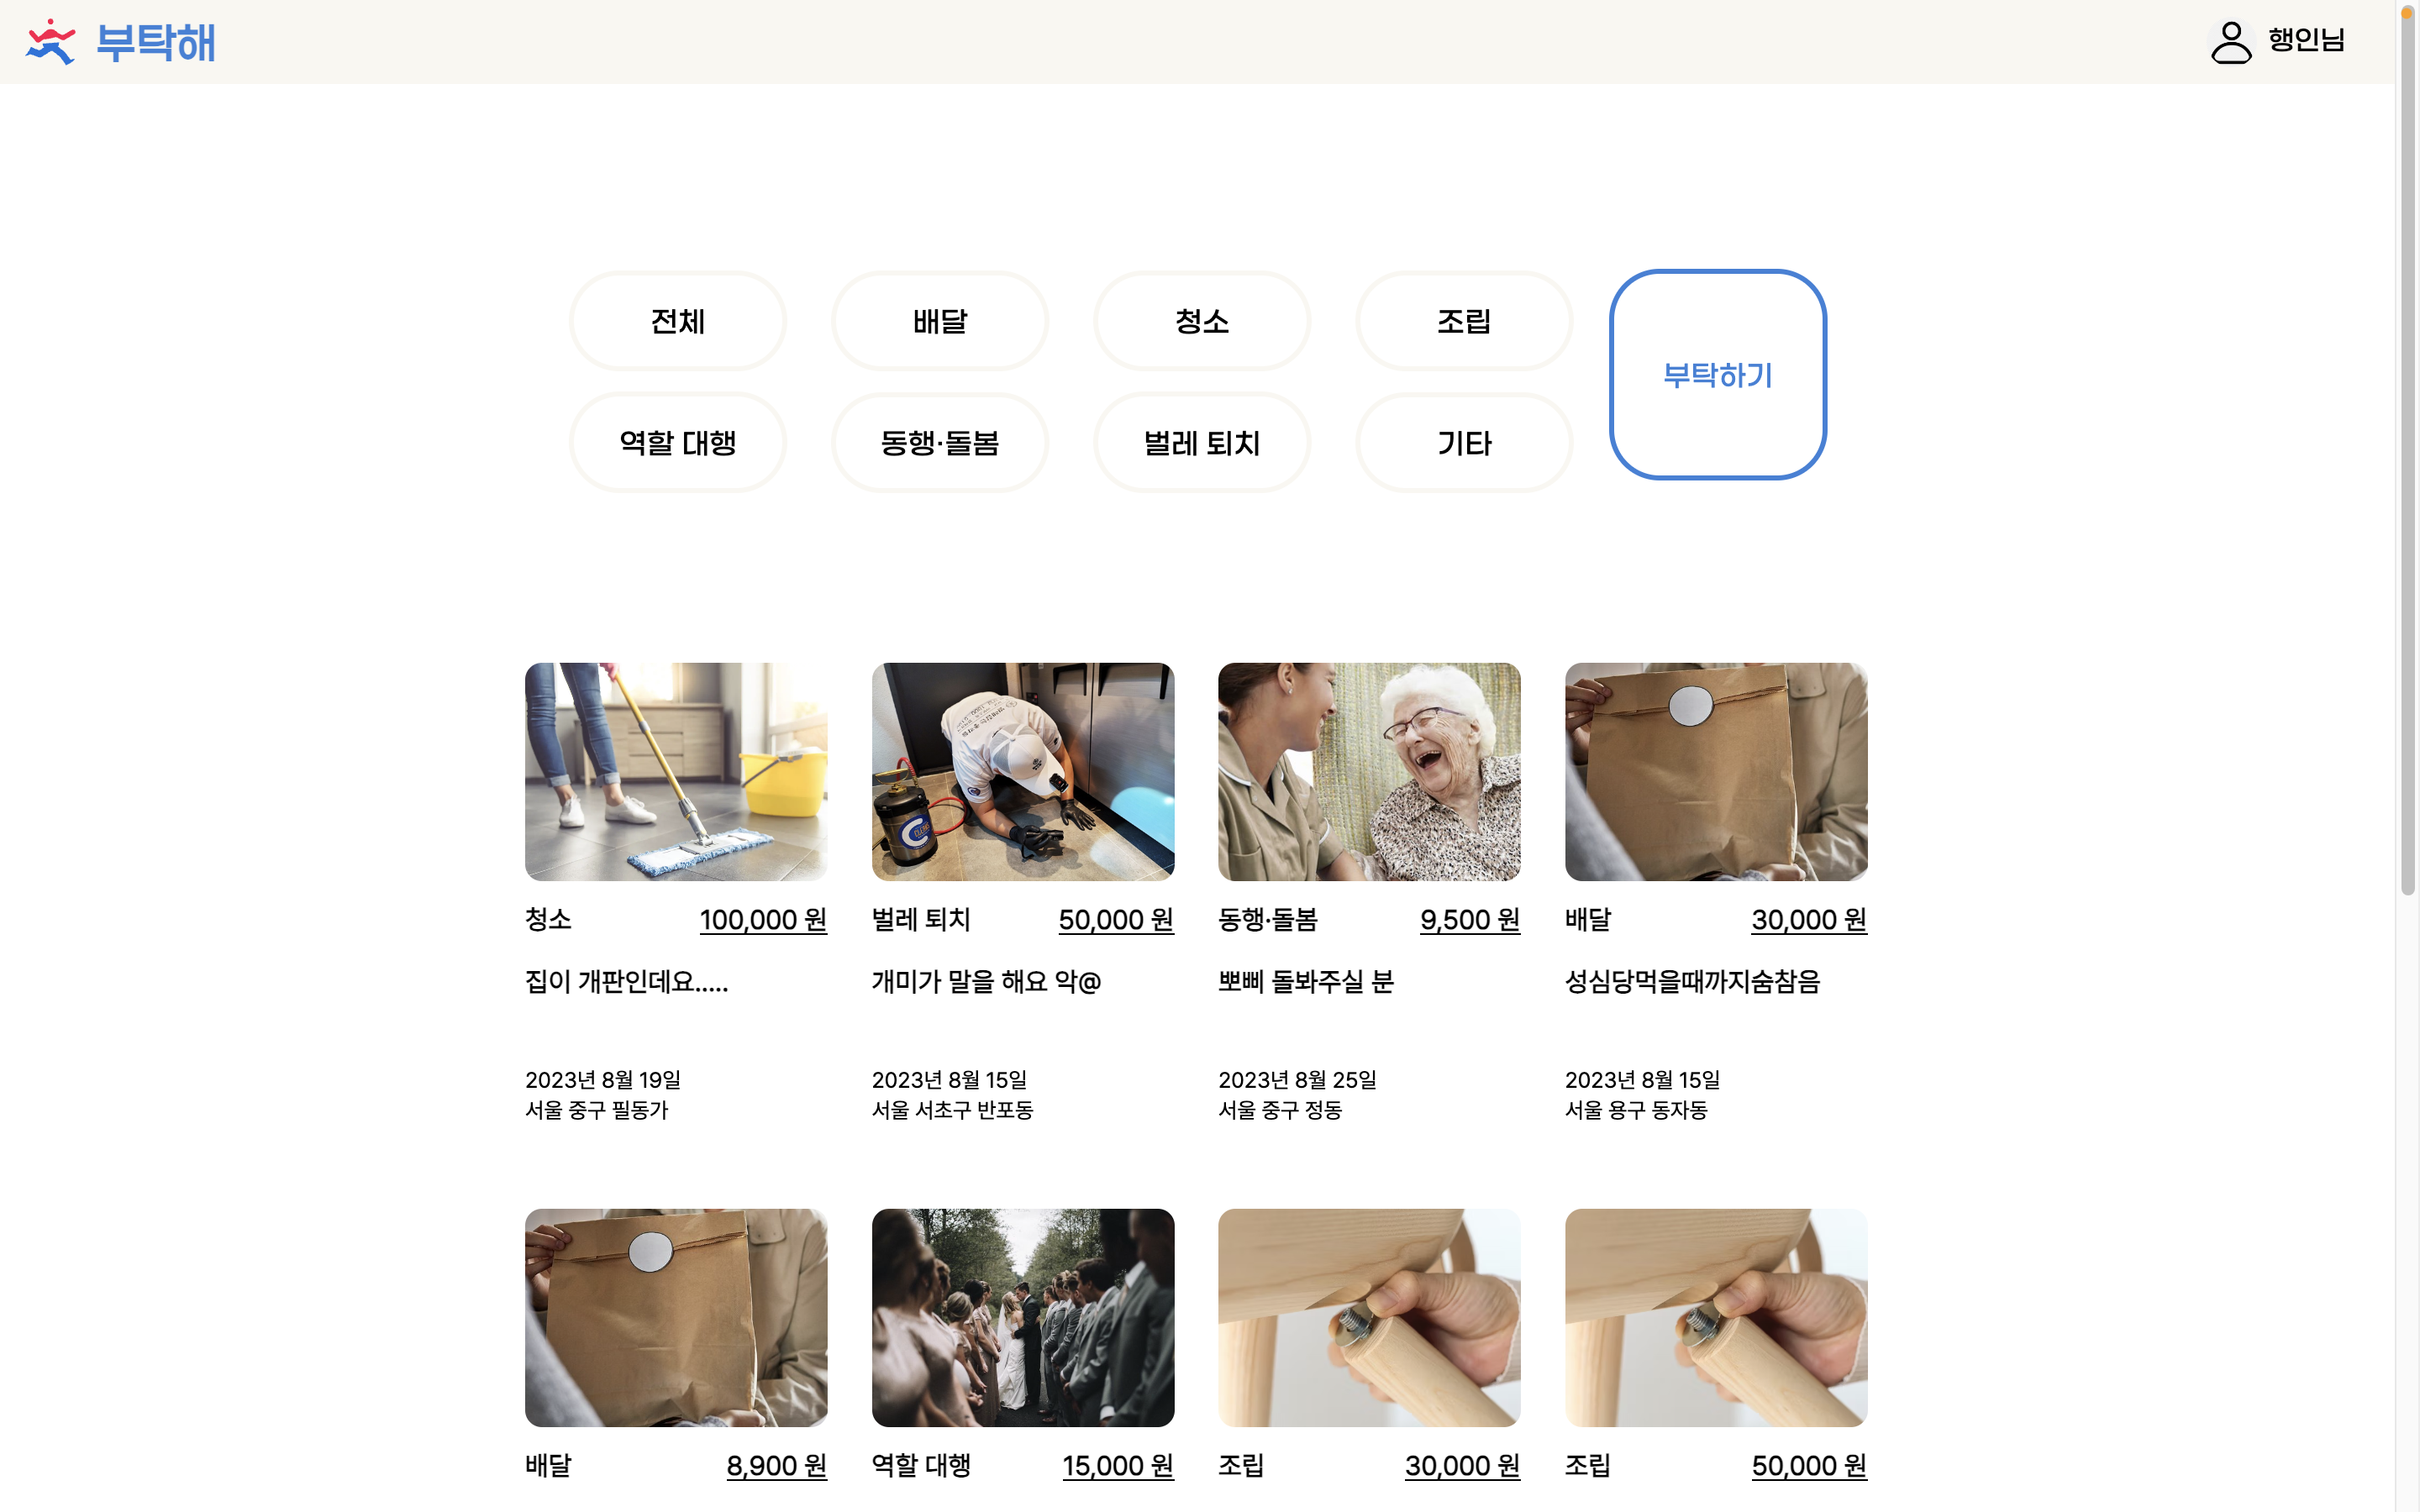 부탁해
행인님
전체
배달
청소
조립
부탁하기
역할 대행
동행·돌봄
벌레 퇴치
기타
청소 100,000 원
집이 개판인데요.....
2023년 8월 19일
서울 중구 필동가
벌레 퇴치 50,000 원
개미가 말을 해요 악@
2023년 8월 15일
서울 서초구 반포동
동행·돌봄 9,500 원
뽀삐 돌봐주실 분
2023년 8월 25일
서울 중구 정동
배달 30,000 원
성심당먹을때까지숨참음
2023년 8월 15일
서울 용구 동자동
배달 8,900 원
역할 대행 15,000 원
조립 30,000 원
조립 50,000 원